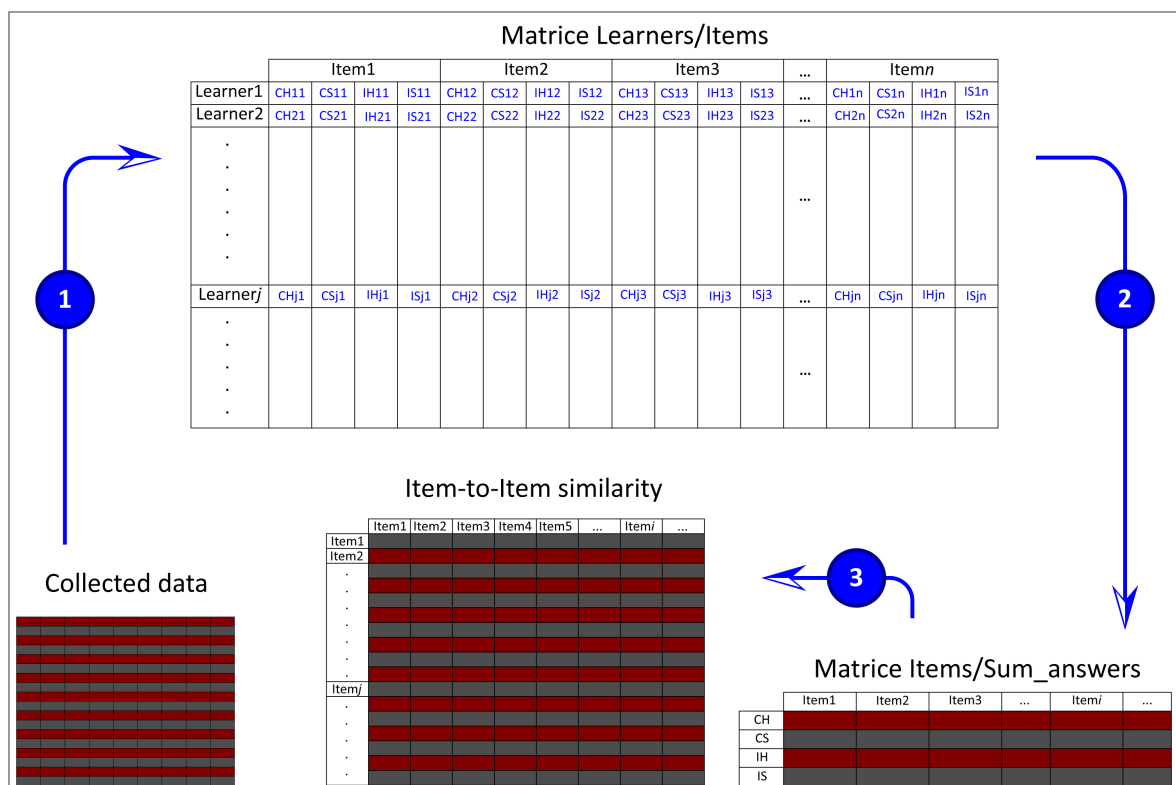 Matrice Learners/Items
Item1 Item2 Item3 ... Itemn
Learner1 CH11 CS11 IH11 IS11 CH12 CS12 IH12 IS12 CH13 CS13 IH13 IS13 ... CH1n CS1n IH1n IS1n
Learner2 CH21 CS21 IH21 IS21 CH22 CS22 IH22 IS22 CH23 CS23 IH23 IS23 ... CH2n CS2n IH2n IS2n
.
.
.
.
...
.
.
1
2
Learnerj CHj1 CSj1 IHj1 ISj1 CHj2 CSj2 IHj2 ISj2 CHj3 CSj3 IHj3 ISj3 ... CHjn CSjn IHjn ISjn
.
.
.
...
.
.
Item-to-Item similarity
Item1 Item2 Item3 Item4 Item5 ... Itemi ...
Item1
Item2
.
.
.
.
.
.
.
.
Itemj
.
.
.
.
.
.
3
Collected data
Matrice Items/Sum_answers
Item1 Item2 Item3 ... Itemi ...
CH
CS
IH
IS